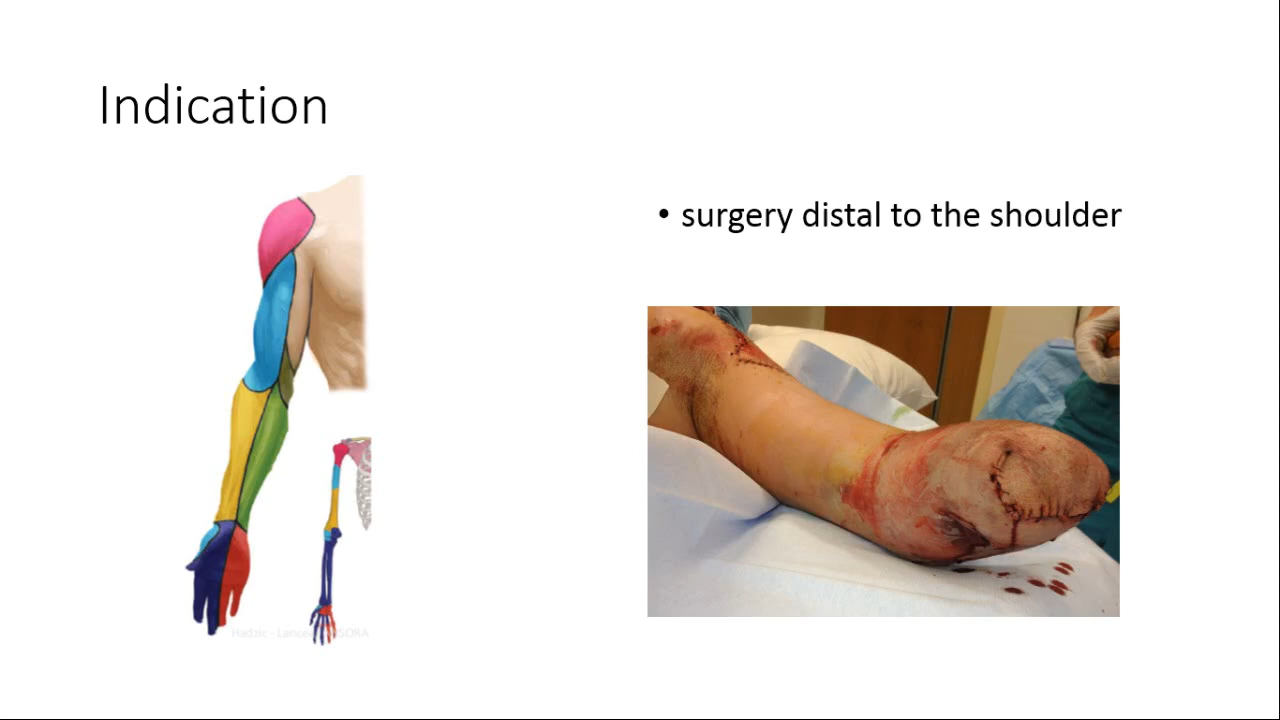 Indication
• surgery distal to the shoulder